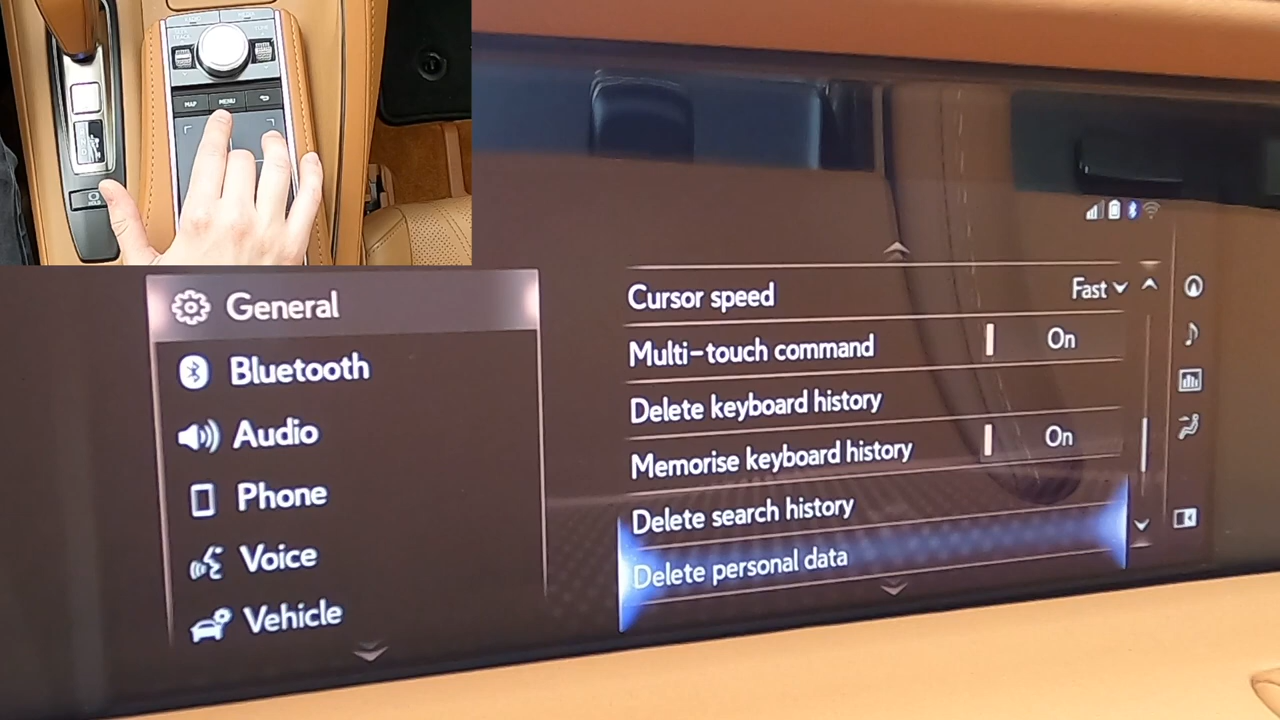 MAP
MENU
HOLD
General
Bluetooth
Audio
Phone
Voice
Vehicle
Cursor speed
Fast
Multi-touch command
On
Delete keyboard history
Memorise keyboard history
On
Delete search history
Delete personal data